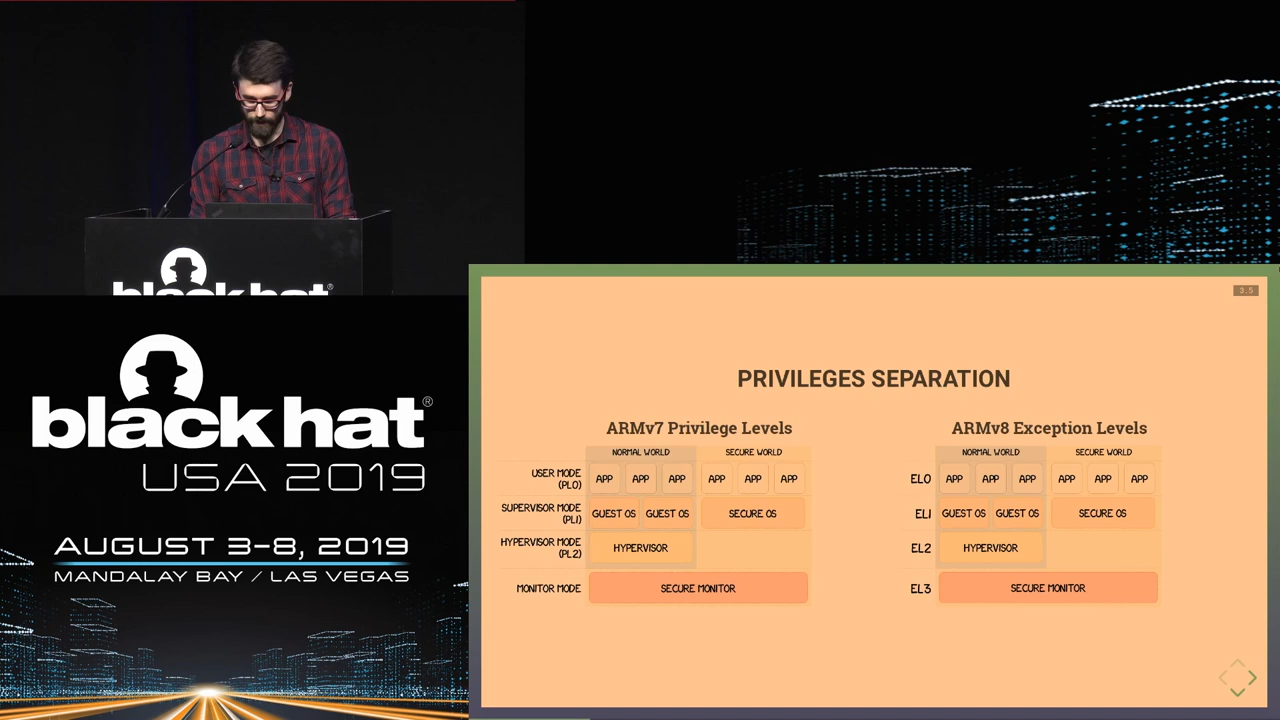 black hat®
black hat®
USA 2019
AUGUST 3-8, 2019
MANDALAY BAY / LAS VEGAS
3.5
PRIVILEGES SEPARATION
ARMv7 Privilege Levels
NORMAL WORLD SECURE WORLD
USER MODE (PL0) APP APP APP APP APP APP
SUPERVISOR MODE (PL1) GUEST OS GUEST OS SECURE OS
HYPERVISOR MODE (PL2) HYPERVISOR
MONITOR MODE SECURE MONITOR
ARMv8 Exception Levels
NORMAL WORLD SECURE WORLD
EL0 APP APP APP APP APP APP
EL1 GUEST OS GUEST OS SECURE OS
EL2 HYPERVISOR
EL3 SECURE MONITOR